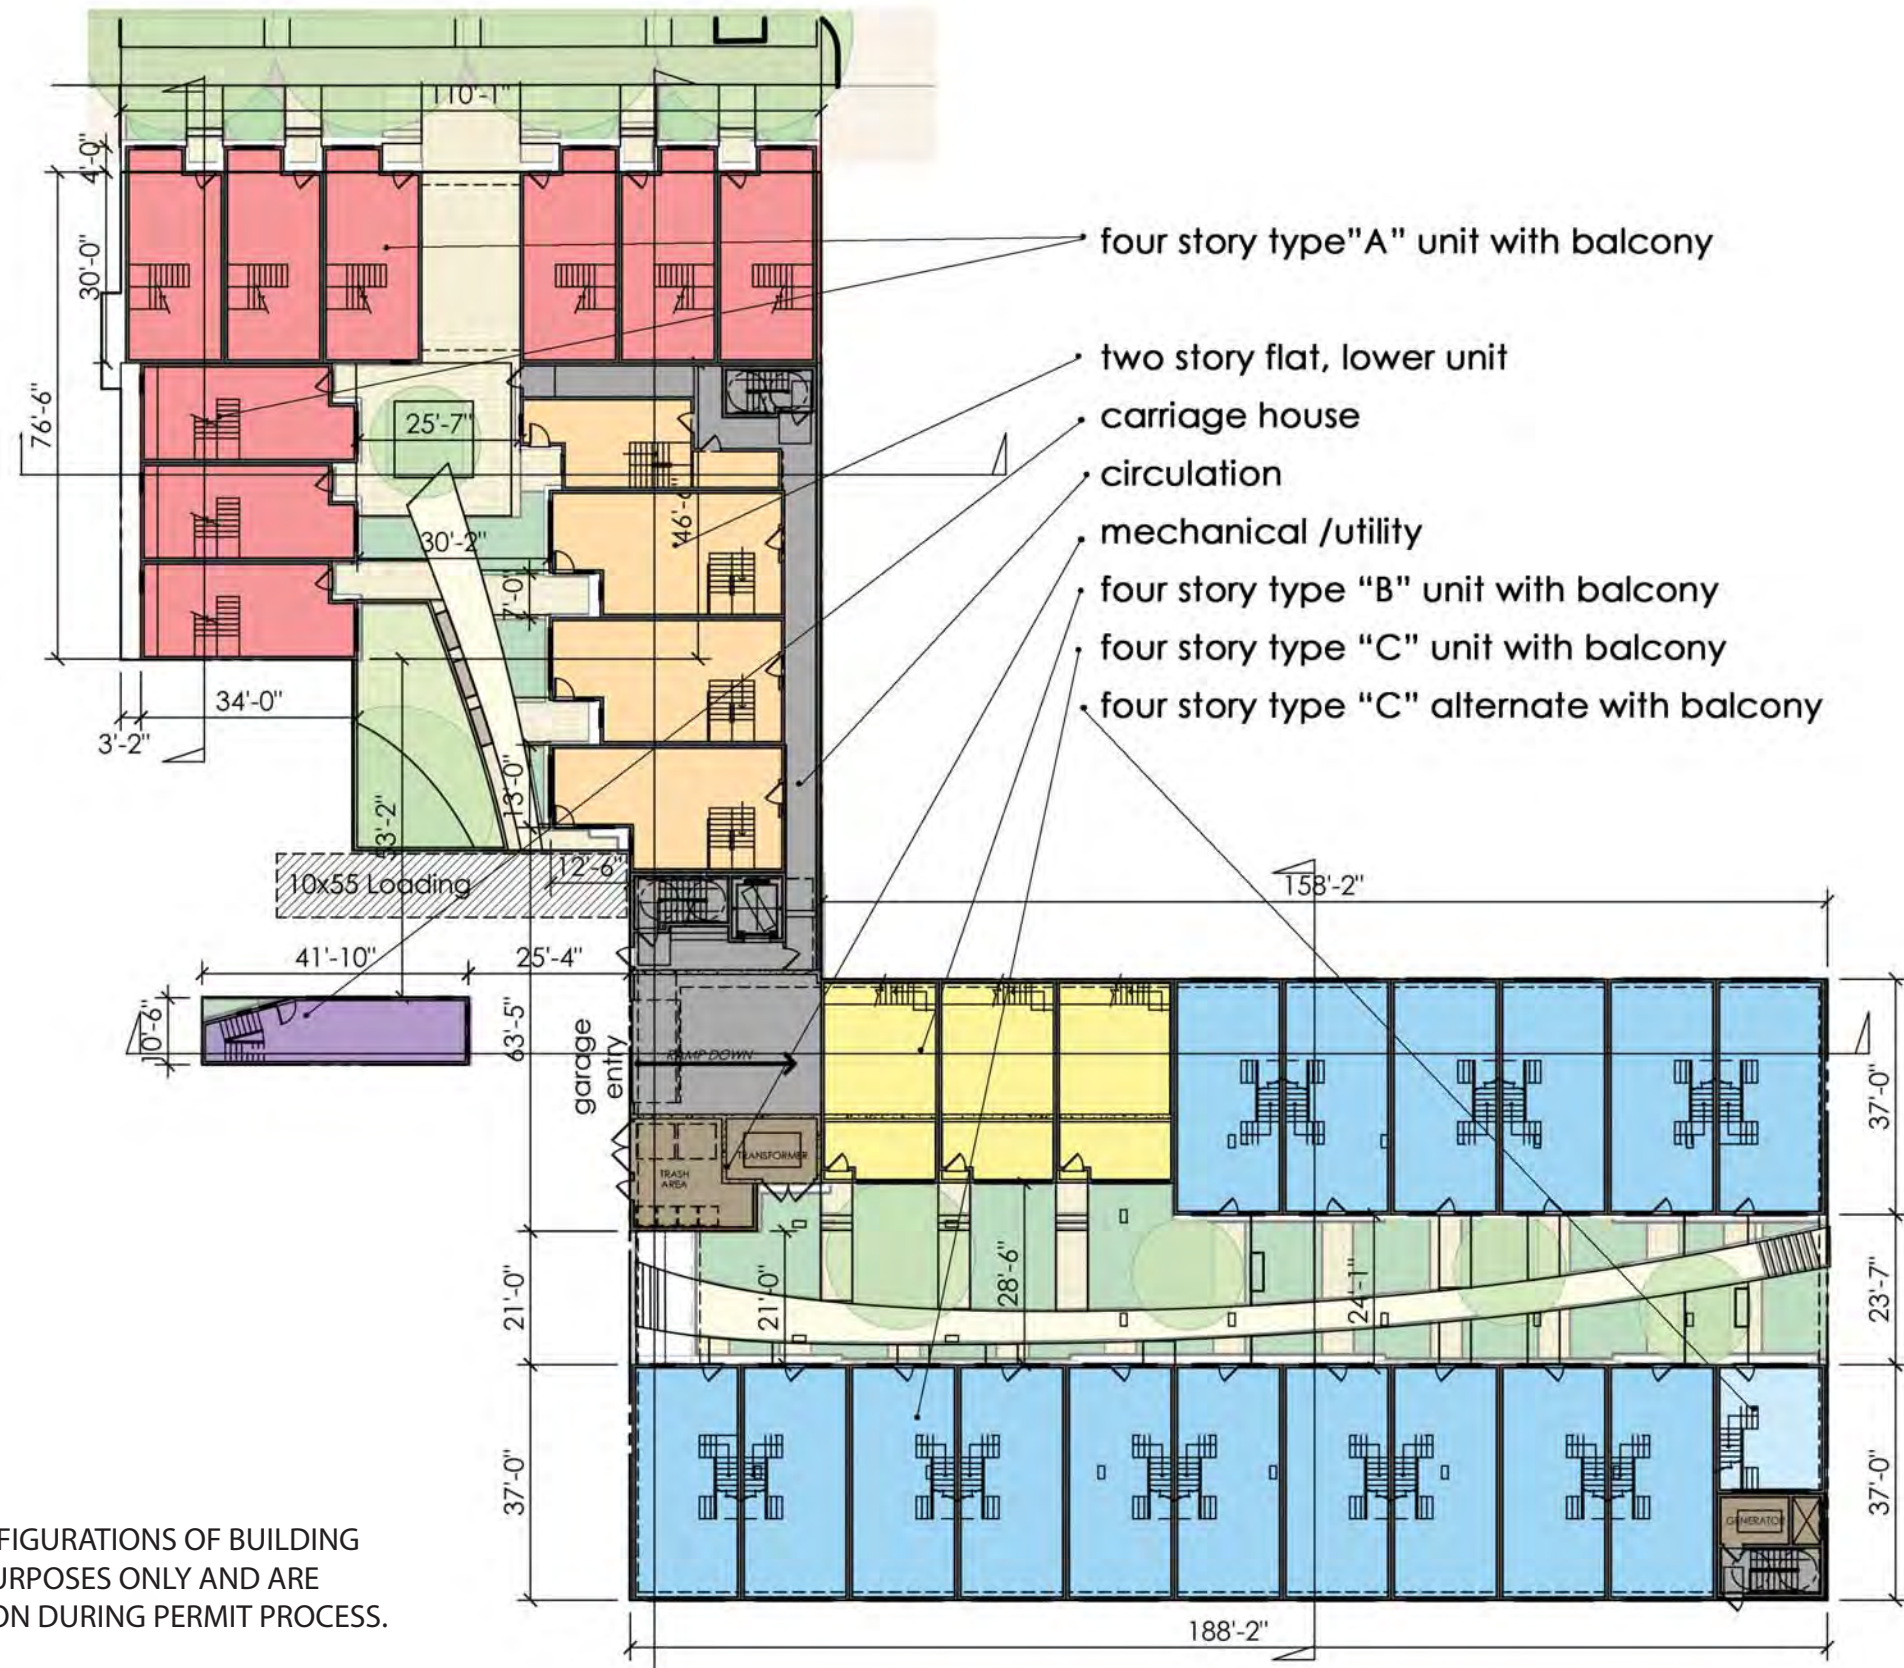 110'-1"
4'-0"
30'-0"
76'-6"
four story type"A" unit with balcony
two story flat, lower unit
carriage house
circulation
mechanical /utility
four story type “B” unit with balcony
four story type “C” unit with balcony
four story type “C” alternate with balcony
25'-7"
30'-2"
7'-0"
34'-0"
3'-2"
13'-0"
53'-2"
12'-6"
10x55 Loading
158'-2"
41'-10"
25'-4"
10'-6"
63'-5"
garage
entry
RAMP DOWN
TRASH
AREA
TRANSFORMER
37'-0"
21'-0"
21'-0"
28'-6"
24'-1"
23'-7"
37'-0"
37'-0"
GENERATOR
188'-2"
FIGURATIONS OF BUILDING
URPOSES ONLY AND ARE
ON DURING PERMIT PROCESS.